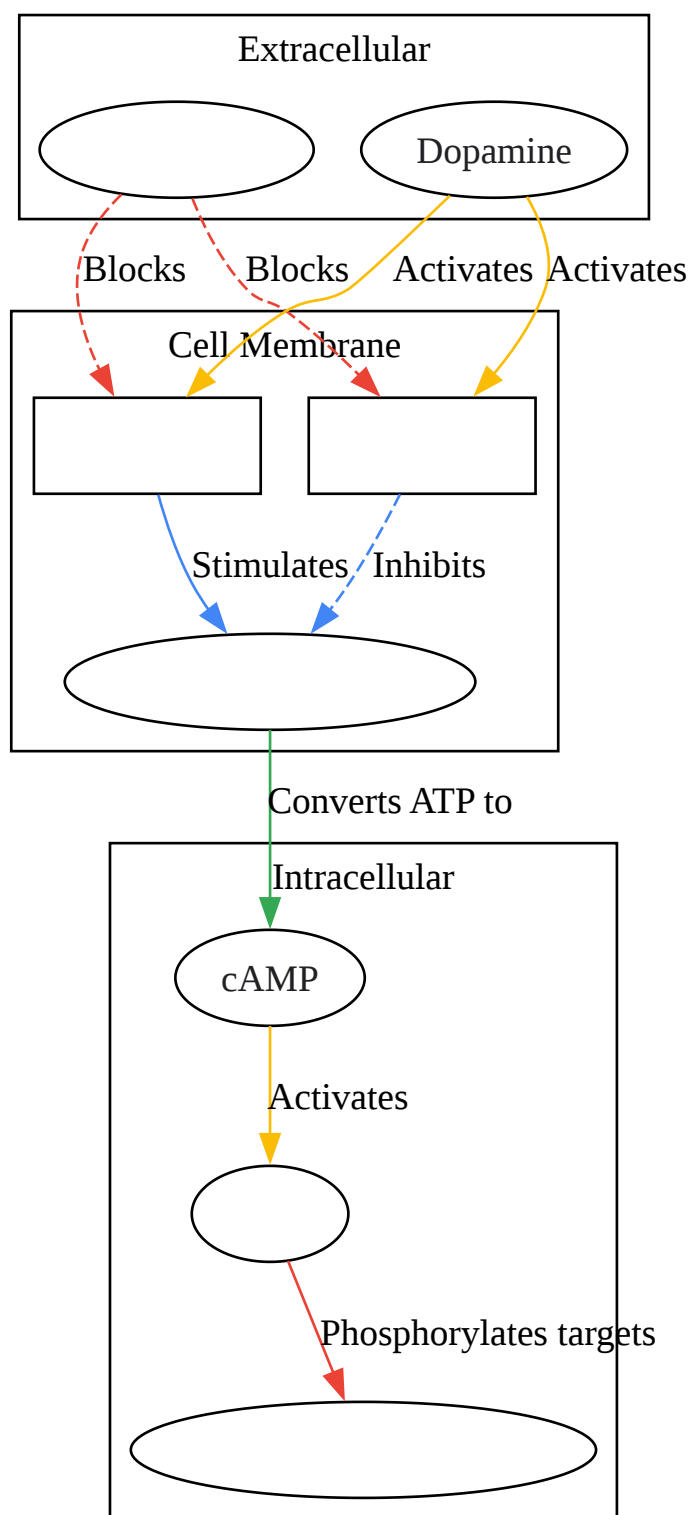 Extracellular
Dopamine
Blocks
Blocks
Activates
Activates
Cell Membrane
Stimulates
Inhibits
Converts ATP to
Intracellular
cAMP
Activates
Phosphorylates targets